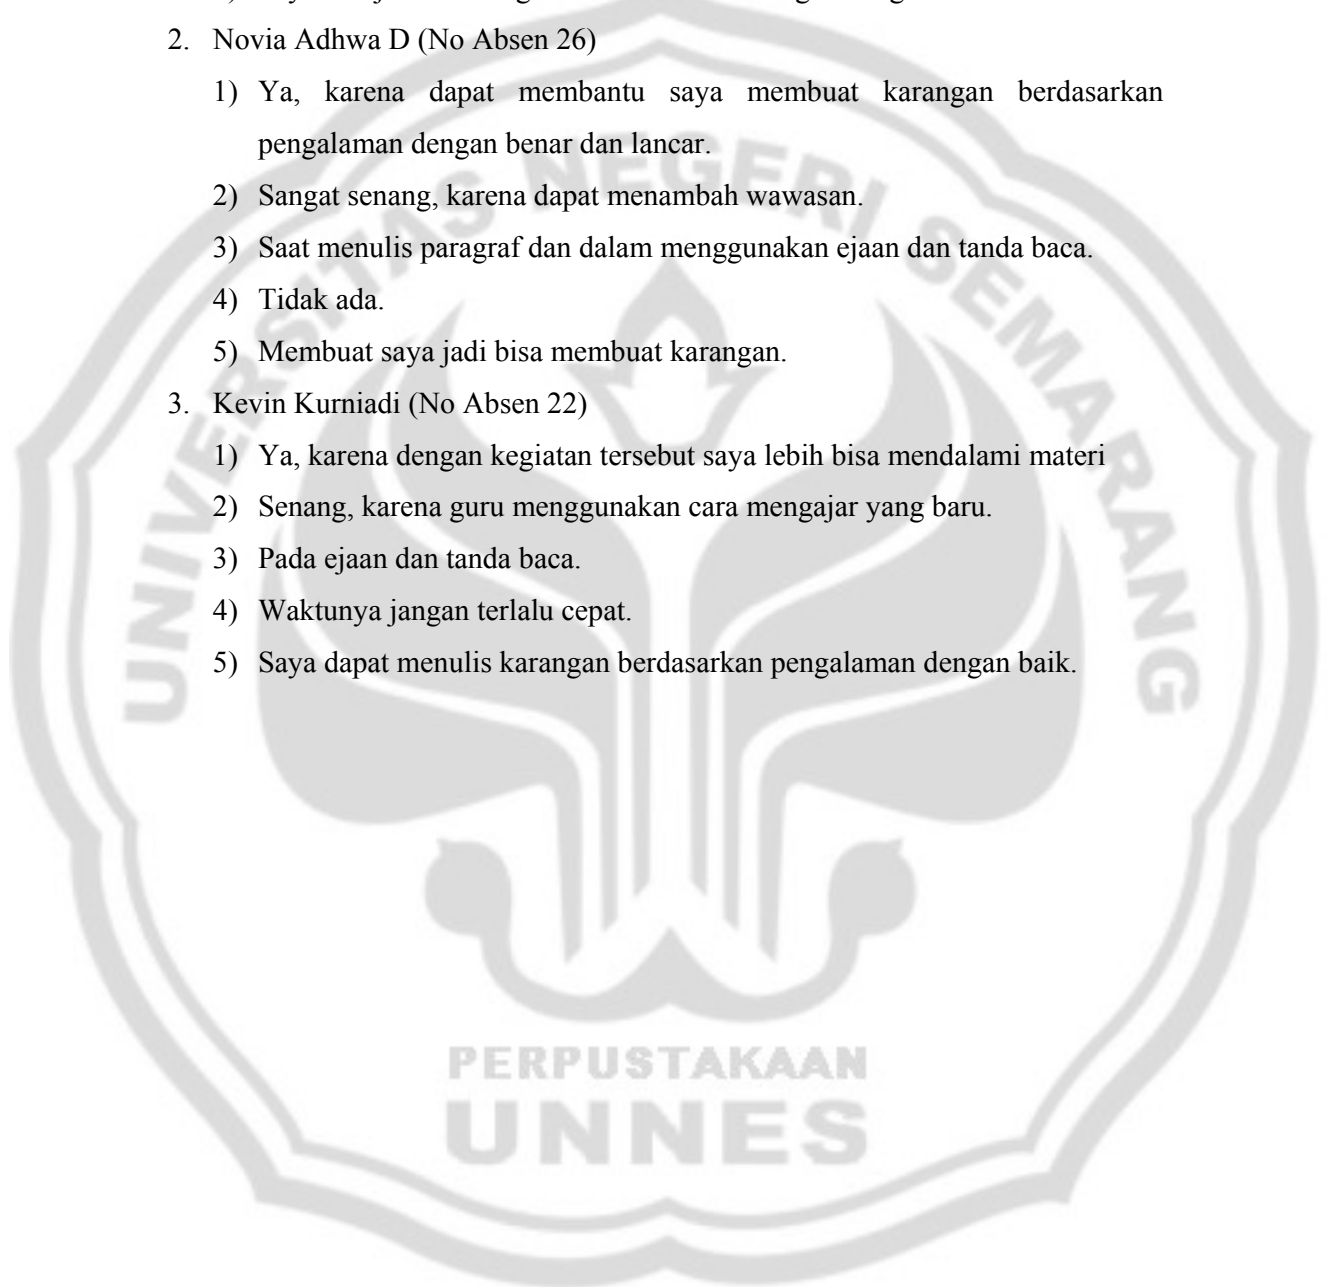 2. Novia Adhwa D (No Absen 26)
1) Ya, karena dapat membantu saya membuat karangan berdasarkan
pengalaman dengan benar dan lancar.
2) Sangat senang, karena dapat menambah wawasan.
3) Saat menulis paragraf dan dalam menggunakan ejaan dan tanda baca.
4) Tidak ada.
5) Membuat saya jadi bisa membuat karangan.
3. Kevin Kurniadi (No Absen 22)
1) Ya, karena dengan kegiatan tersebut saya lebih bisa mendalami materi
2) Senang, karena guru menggunakan cara mengajar yang baru.
3) Pada ejaan dan tanda baca.
4) Waktunya jangan terlalu cepat.
5) Saya dapat menulis karangan berdasarkan pengalaman dengan baik.
UNIVERSITAS NEGERI SEMARANG
PERPUSTAKAAN
UNNES